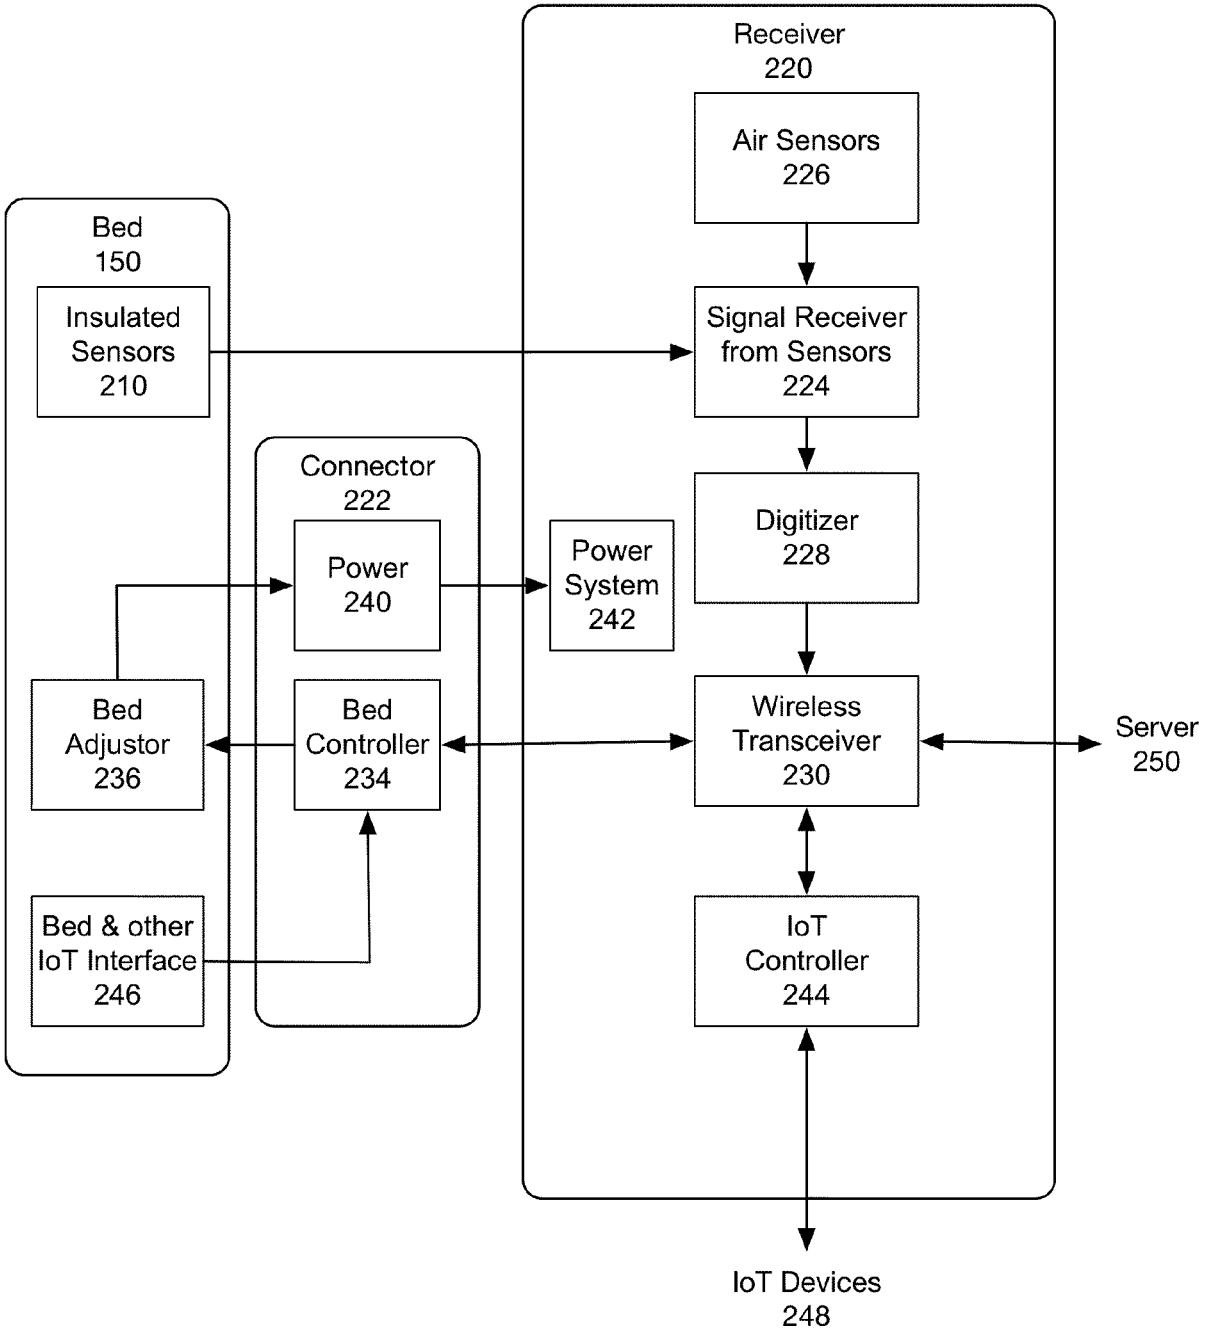 Receiver
220
Air Sensors
226
Bed
150
Insulated
Sensors
210
Signal Receiver
from Sensors
224
Connector
222
Power
240
Power
System
242
Digitizer
228
Bed
Adjustor
236
Bed
Controller
234
Wireless
Transceiver
230
Server
250
Bed & other
IoT Interface
246
IoT
Controller
244
IoT Devices
248